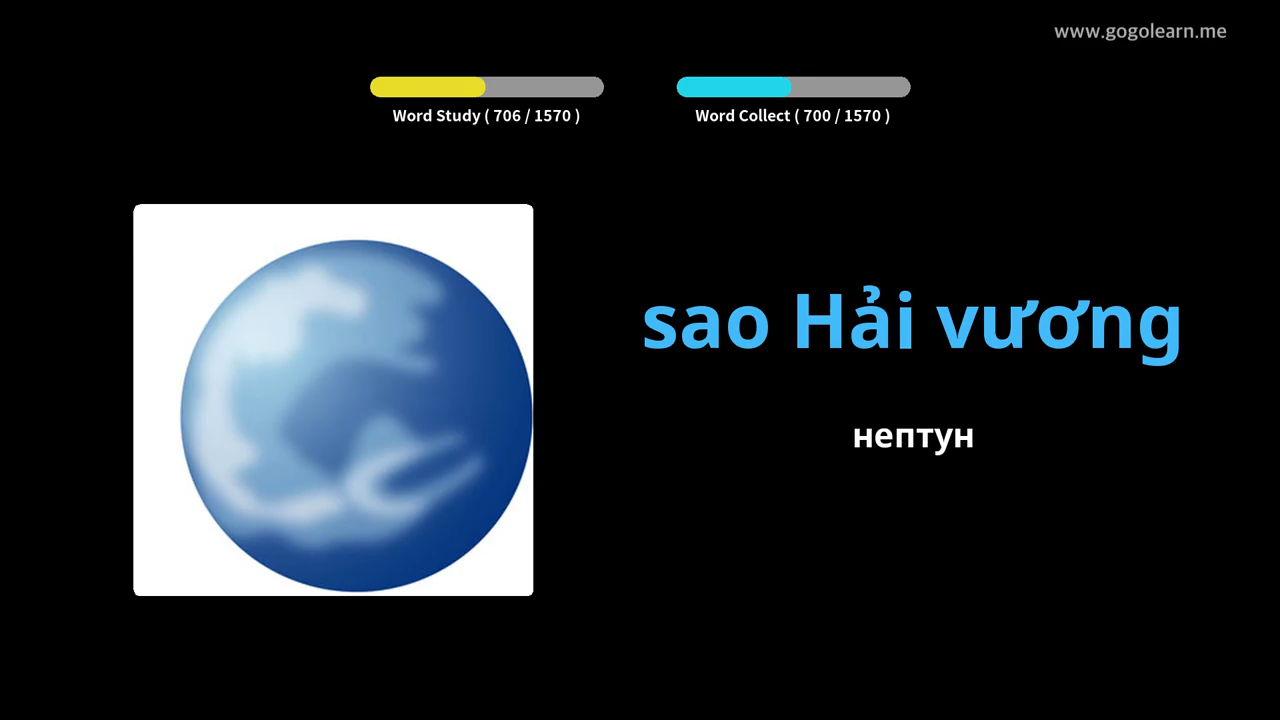 www.gogolearn.me
Word Study ( 706 / 1570 )
Word Collect ( 700 / 1570 )
sao Hải vương
нептун